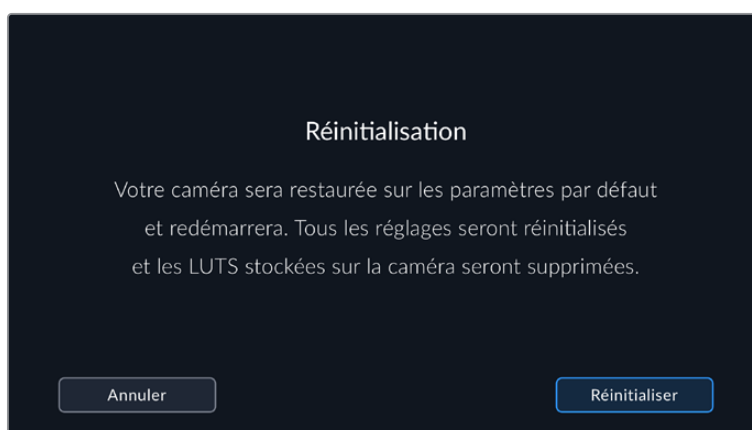 Réinitialisation
Votre caméra sera restaurée sur les paramètres par défaut
et redémarrera. Tous les réglages seront réinitialisés
et les LUTS stockées sur la caméra seront supprimées.
Annuler
Réinitialiser